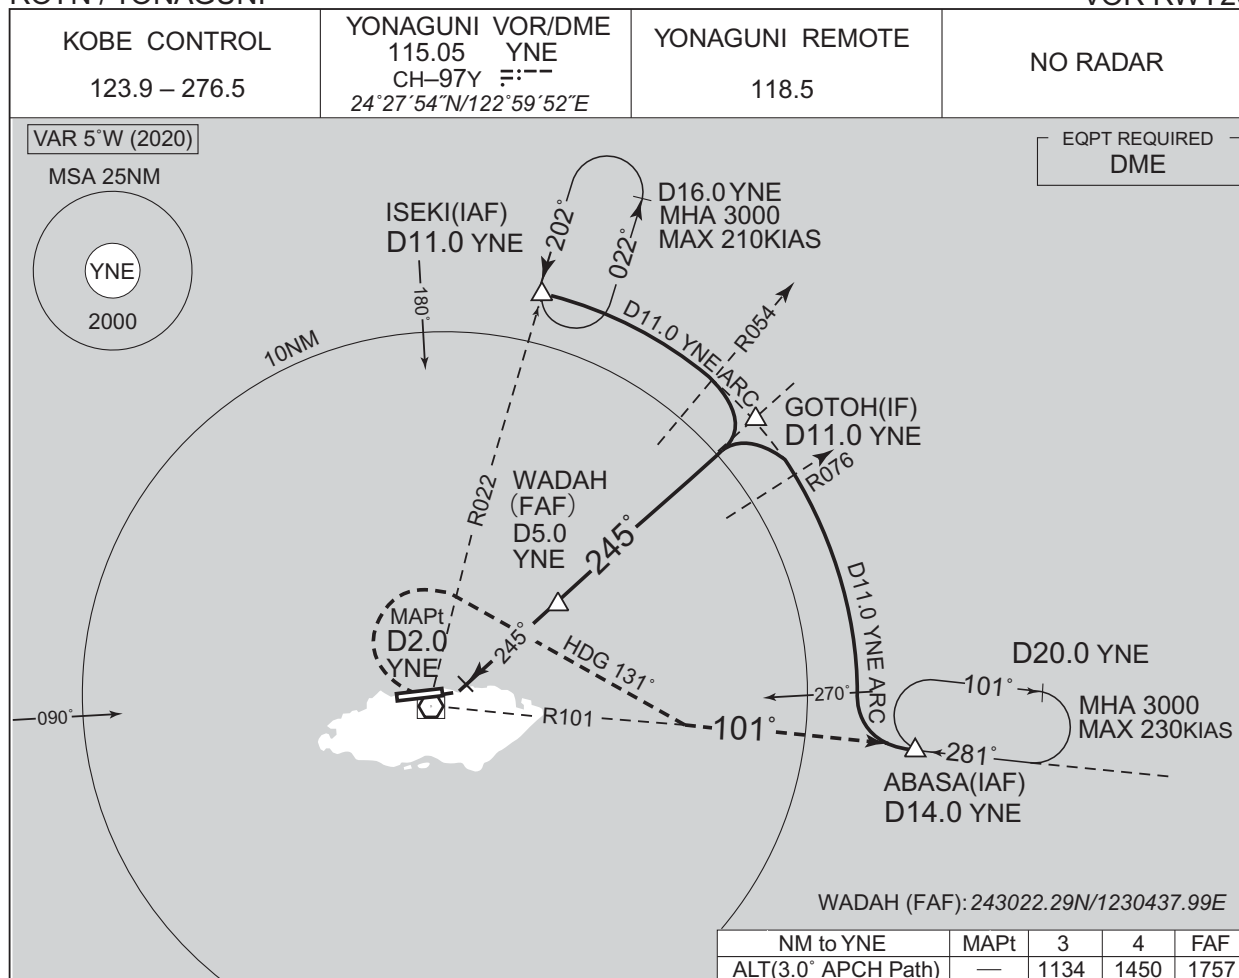 KOBE CONTROL
123.9 – 276.5
YONAGUNI VOR/DME
115.05 YNE
CH–97Y
24°27´54˝N/122°59´52˝E
YONAGUNI REMOTE
118.5
NO RADAR
VAR 5°W (2020)
MSA 25NM
YNE
2000
EQPT REQUIRED
DME
ISEKI(IAF)
D11.0 YNE
202°
022°
D16.0 YNE
MHA 3000
MAX 210KIAS
180°
10NM
D11.0 YNE ARC
R054
GOTOH(IF)
D11.0 YNE
R076
R022
WADAH
(FAF)
D5.0
YNE
245°
MAPt
D2.0
YNE
245°
HDG 131°
D11.0 YNE ARC
D20.0 YNE
101°
MHA 3000
MAX 230KIAS
090°
270°
R101
101°
281°
ABASA(IAF)
D14.0 YNE
WADAH (FAF): 243022.29N/1230437.99E
NM to YNE MAPt 3 4 FAF
ALT(3.0° APCH Path) — 1134 1450 1757